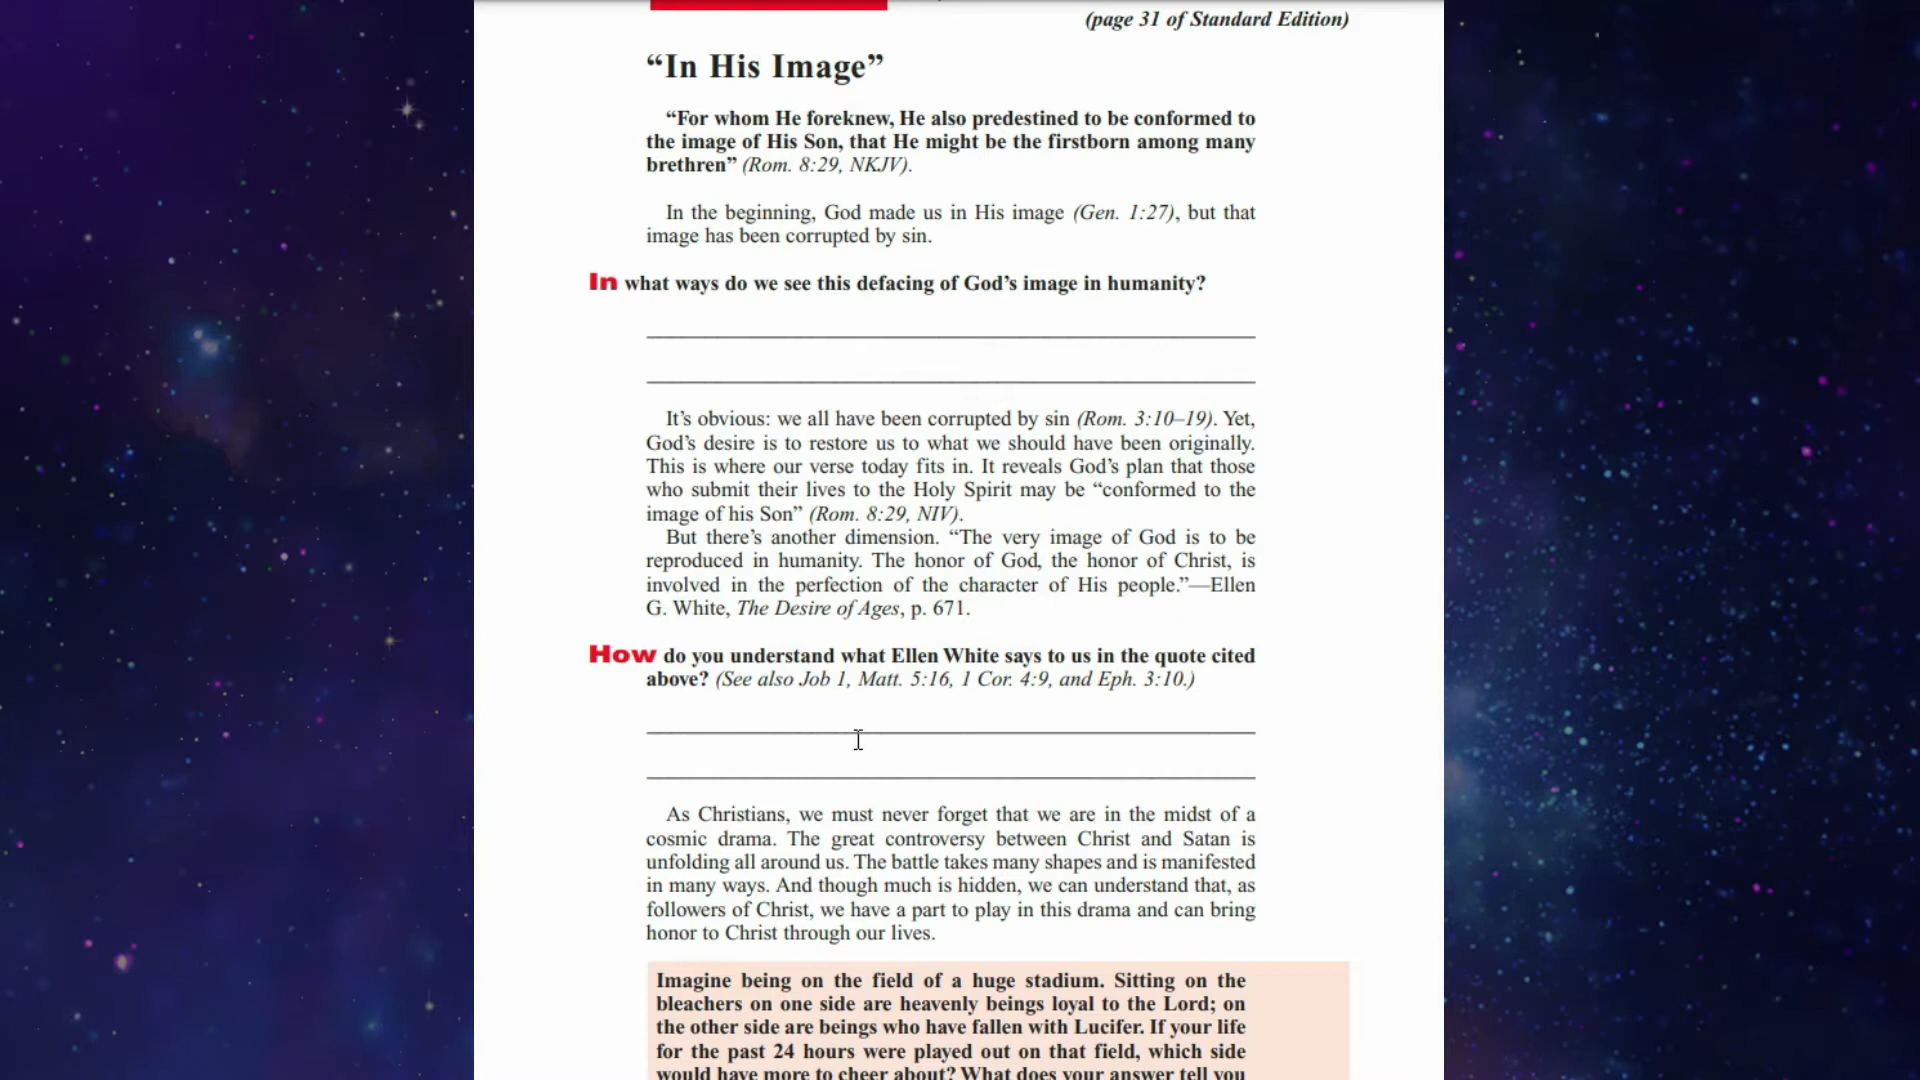 (page 31 of Standard Edition)
“In His Image”
“For whom He foreknew, He also predestined to be conformed to
the image of His Son, that He might be the firstborn among many
brethren” (Rom. 8:29, NKJV).
In the beginning, God made us in His image (Gen. 1:27), but that
image has been corrupted by sin.
In what ways do we see this defacing of God’s image in humanity?
It’s obvious: we all have been corrupted by sin (Rom. 3:10–19). Yet,
God’s desire is to restore us to what we should have been originally.
This is where our verse today fits in. It reveals God’s plan that those
who submit their lives to the Holy Spirit may be “conformed to the
image of his Son” (Rom. 8:29, NIV).
But there’s another dimension. “The very image of God is to be
reproduced in humanity. The honor of God, the honor of Christ, is
involved in the perfection of the character of His people.”—Ellen
G. White, The Desire of Ages, p. 671.
How do you understand what Ellen White says to us in the quote cited
above? (See also Job 1, Matt. 5:16, 1 Cor. 4:9, and Eph. 3:10.)
As Christians, we must never forget that we are in the midst of a
cosmic drama. The great controversy between Christ and Satan is
unfolding all around us. The battle takes many shapes and is manifested
in many ways. And though much is hidden, we can understand that, as
followers of Christ, we have a part to play in this drama and can bring
honor to Christ through our lives.
Imagine being on the field of a huge stadium. Sitting on the
bleachers on one side are heavenly beings loyal to the Lord; on
the other side are beings who have fallen with Lucifer. If your life
for the past 24 hours were played out on that field, which side
would have more to cheer about? What does your answer tell you